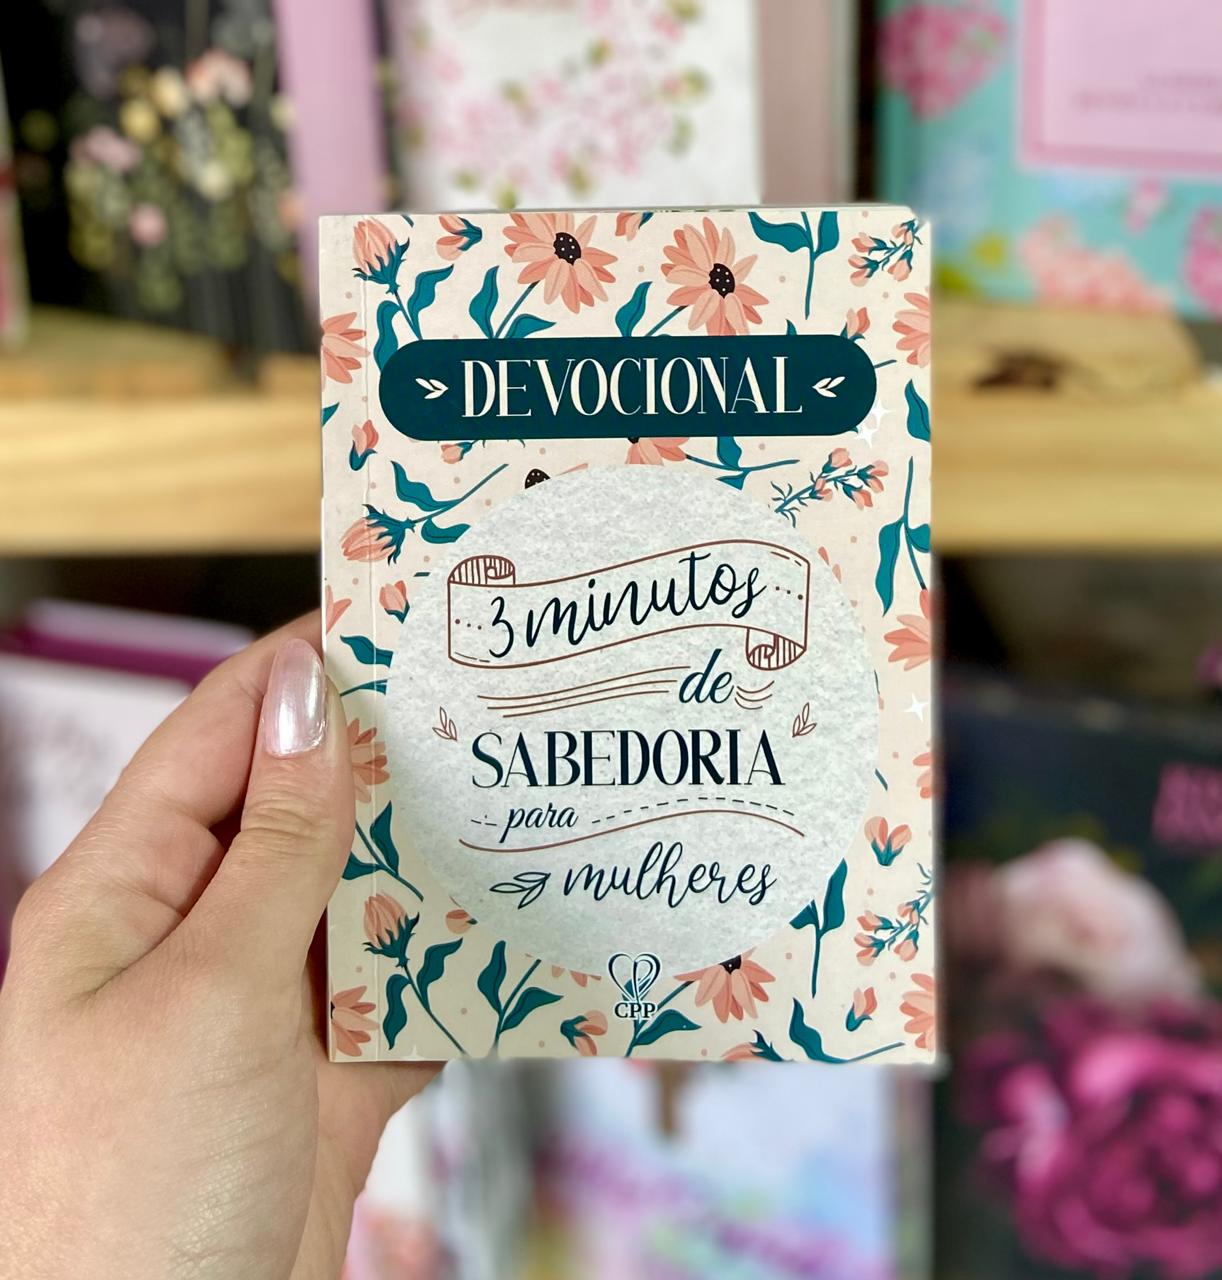 DEVOCIONAL
3 minutos
de
SABEDORIA
para
mulheres
CPP